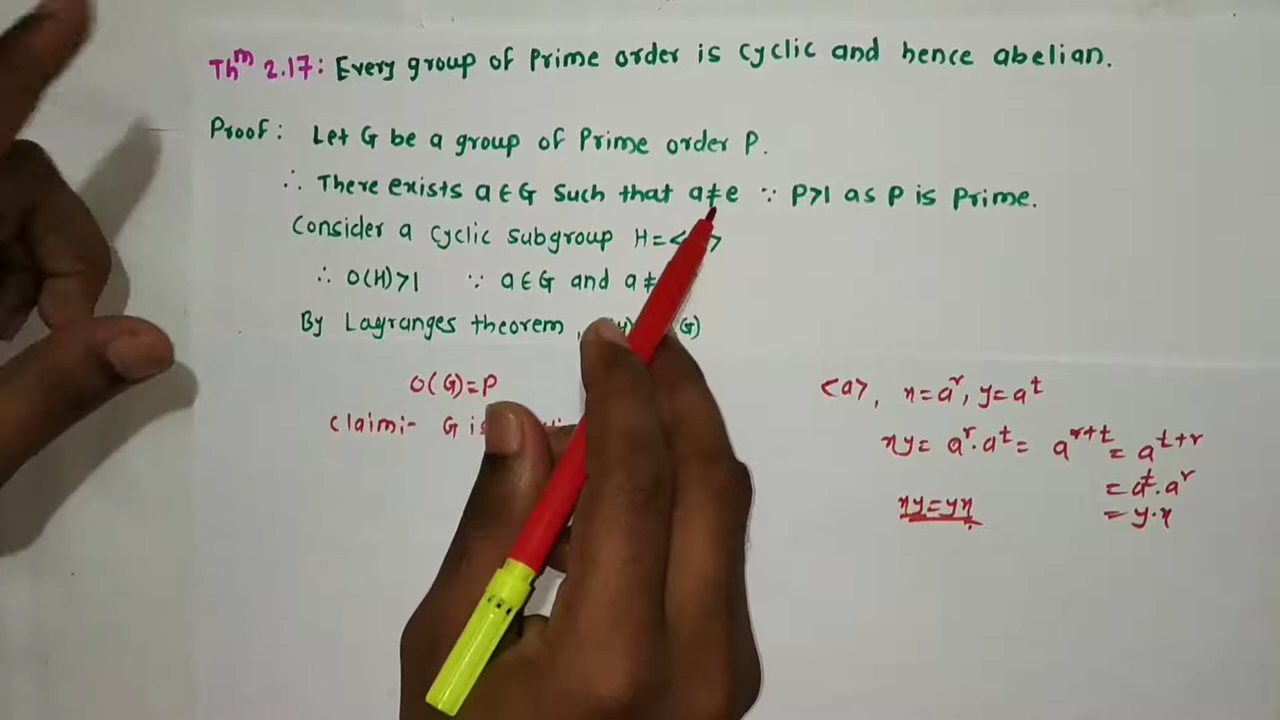 Thm 2.17: Every group of Prime order is cyclic and hence abelian.
Proof: Let G be a group of Prime order P.
∴ There exists a ∈ G Such that a ≠ e ∵ P>1 as P is Prime.
Consider a cyclic subgroup H = < >
∴ O(H)>1 ∵ a ∈ G and a ≠
By Lagranges theorem, G)
O(G) = P
Claim:- G is
<a>, x = a^r, y = a^t
xy = a^r . a^t = a^(r+t) = a^(t+r)
= a^t . a^r
xy = yx = y.x